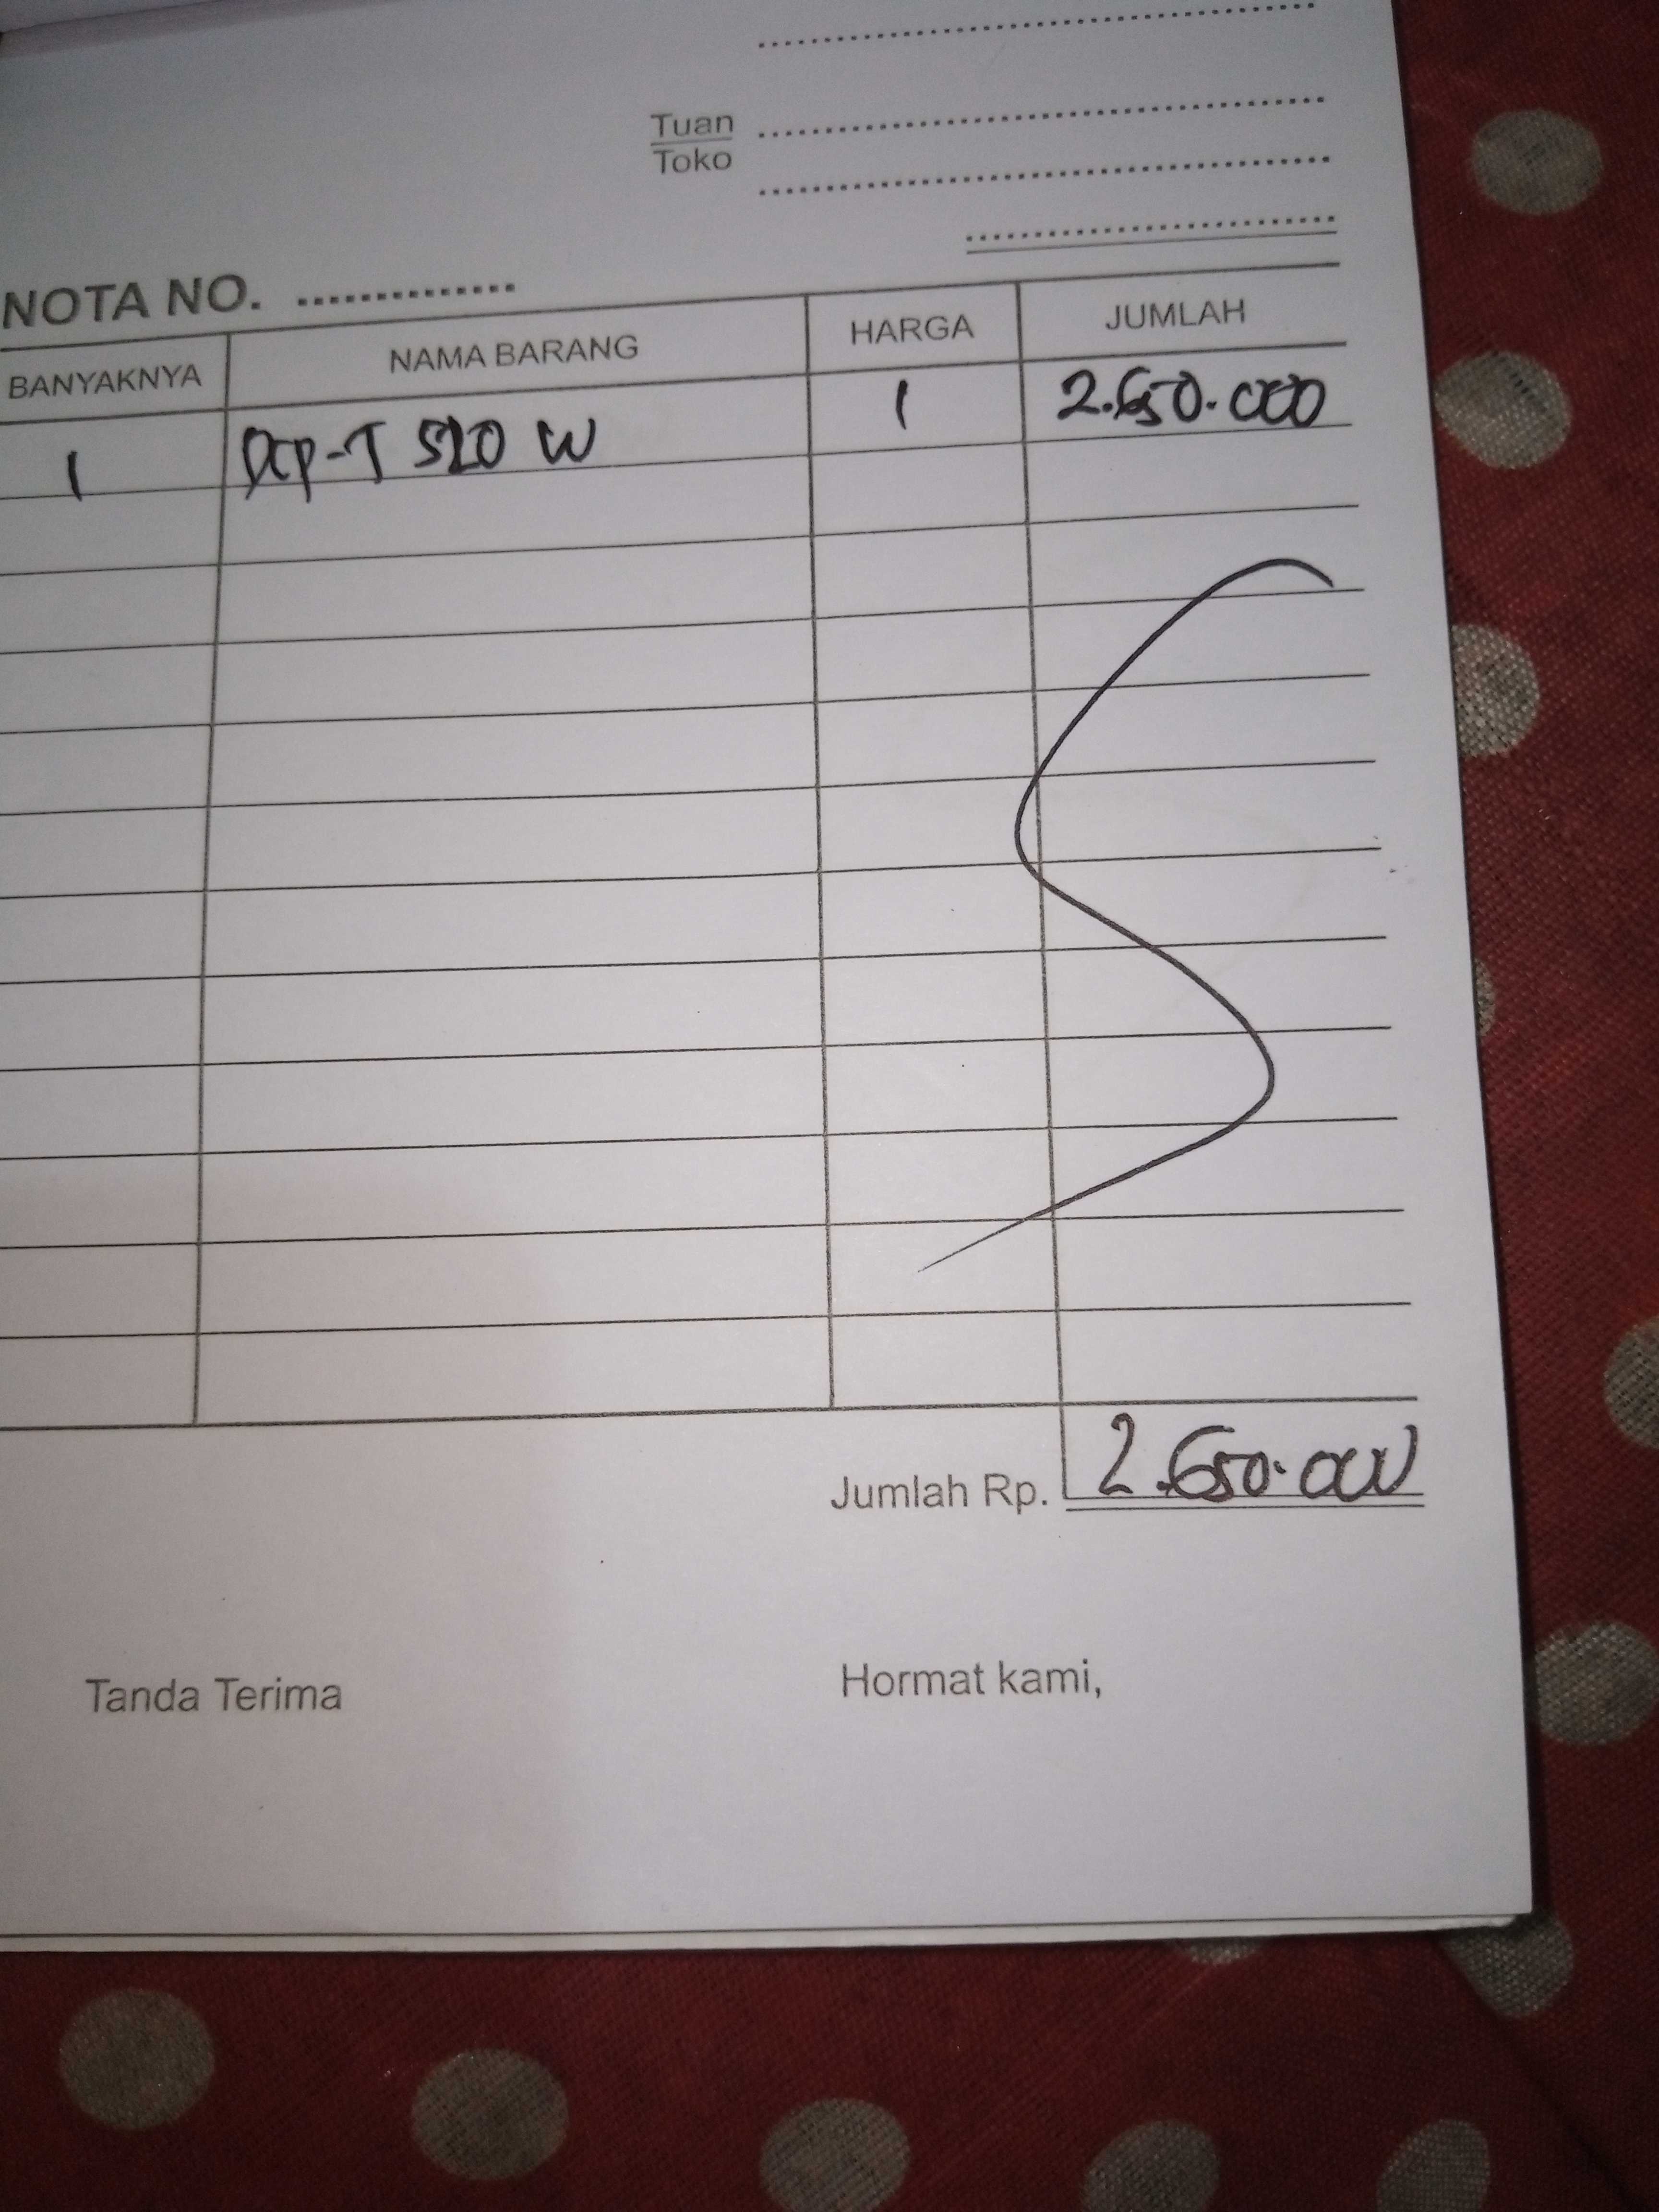 Tuan
Toko
NOTA NO. ...............
BANYAKNYA NAMA BARANG HARGA JUMLAH
1 DCP-T 520 W 1 2.650.000
Jumlah Rp. 2.650.000
Tanda Terima Hormat kami,